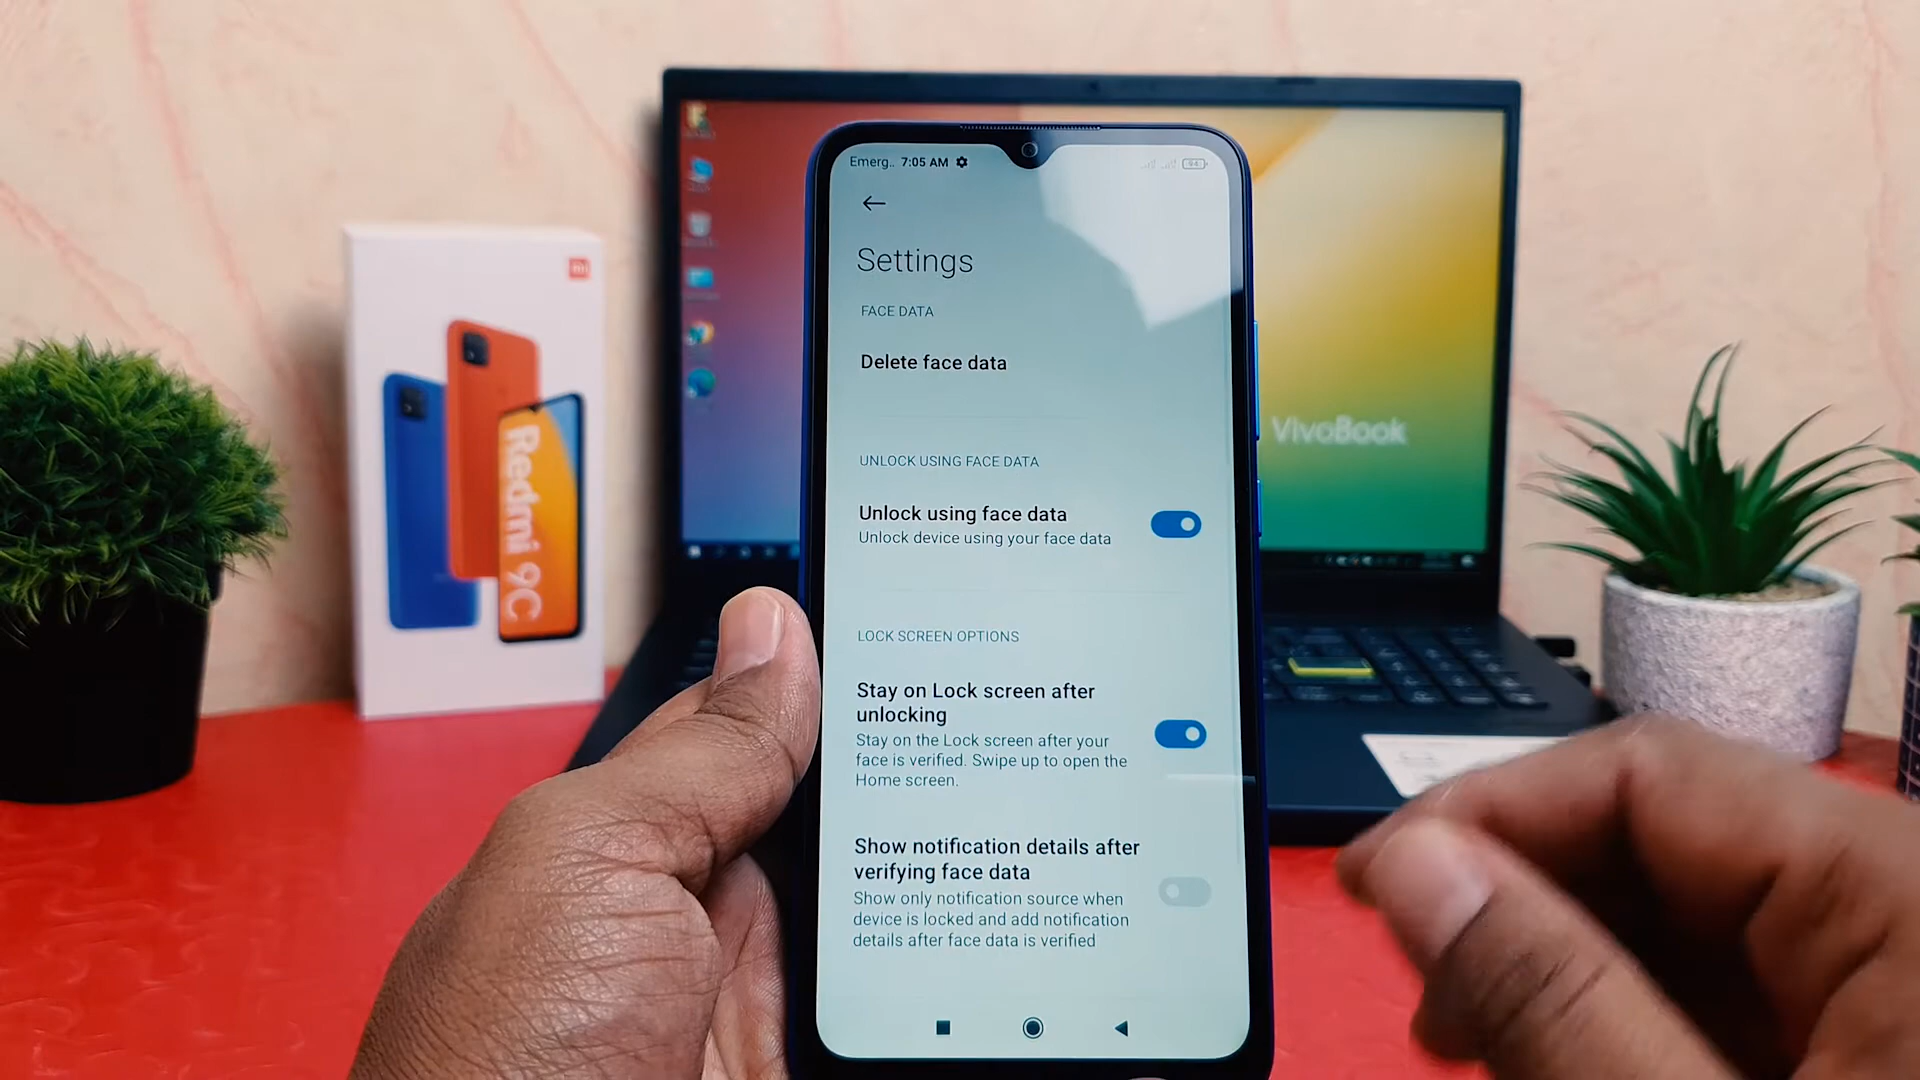 Emerg.. 7:05 AM
94
Settings
FACE DATA
Delete face data
UNLOCK USING FACE DATA
Unlock using face data
Unlock device using your face data
LOCK SCREEN OPTIONS
Stay on Lock screen after
unlocking
Stay on the Lock screen after your
face is verified. Swipe up to open the
Home screen.
Show notification details after
verifying face data
Show only notification source when
device is locked and add notification
details after face data is verified
Redmi 9C
mi
VivoBook